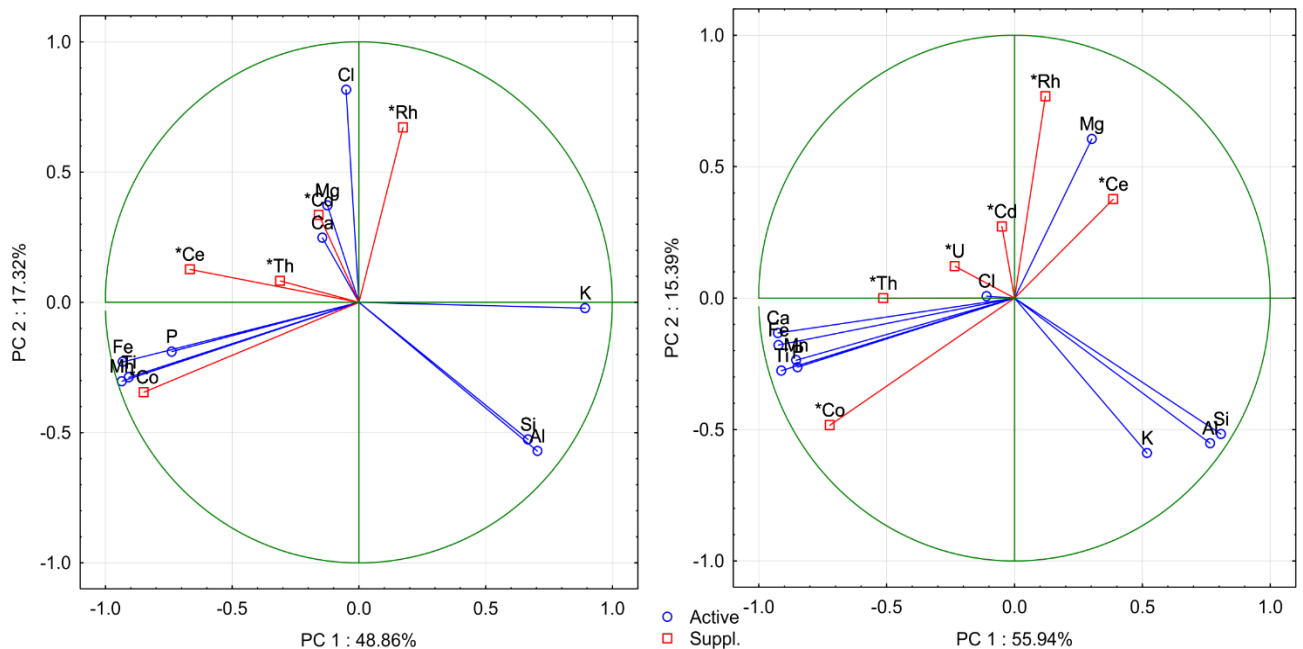 1.0
Cl
*Rh
0.5
Mg
Ca
*Ce
*Th
0.0
K
P
Fe
Ti
Mn
*Co
Si
Al
-0.5
-1.0
-1.0 -0.5 0.0 0.5 1.0
PC 1 : 48.86%
PC 2 : 17.32%
1.0
*Rh
Mg
0.5
*Ce
*Cd
*U
Cl
*Th
0.0
Ca
Fe
Mn
Ti
*Co
K
Si
Al
-0.5
-1.0
-1.0 -0.5 0.0 0.5 1.0
PC 1 : 55.94%
PC 2 : 15.39%
Active
Suppl.